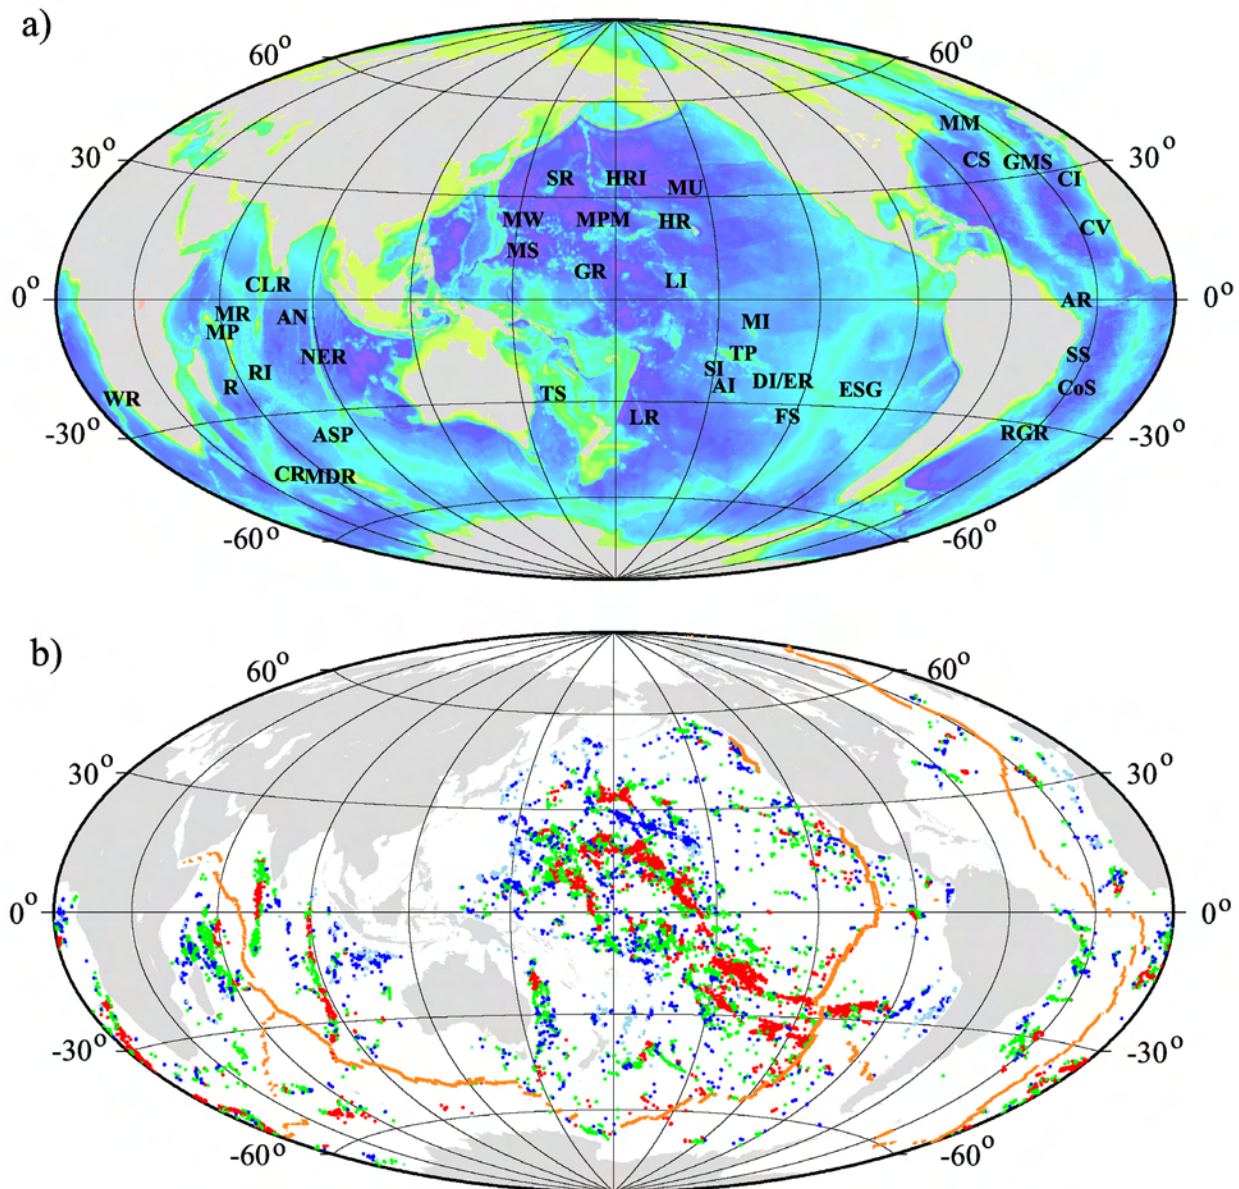 a)
60° 60°
MM
30° CS GMS 30°
SR HRI MU CI
MW MPM HR CV
MS
GR LI
CLR
0° AR 0°
MR AN MI
MP
NER TP SS
RI SI
R TS AI DI/ER ESG CoS
WR
LR FS
ASP RGR
-30° -30°
CR MDR
-60° -60°
b)
60° 60°
30° 30°
0° 0°
-30° -30°
-60° -60°